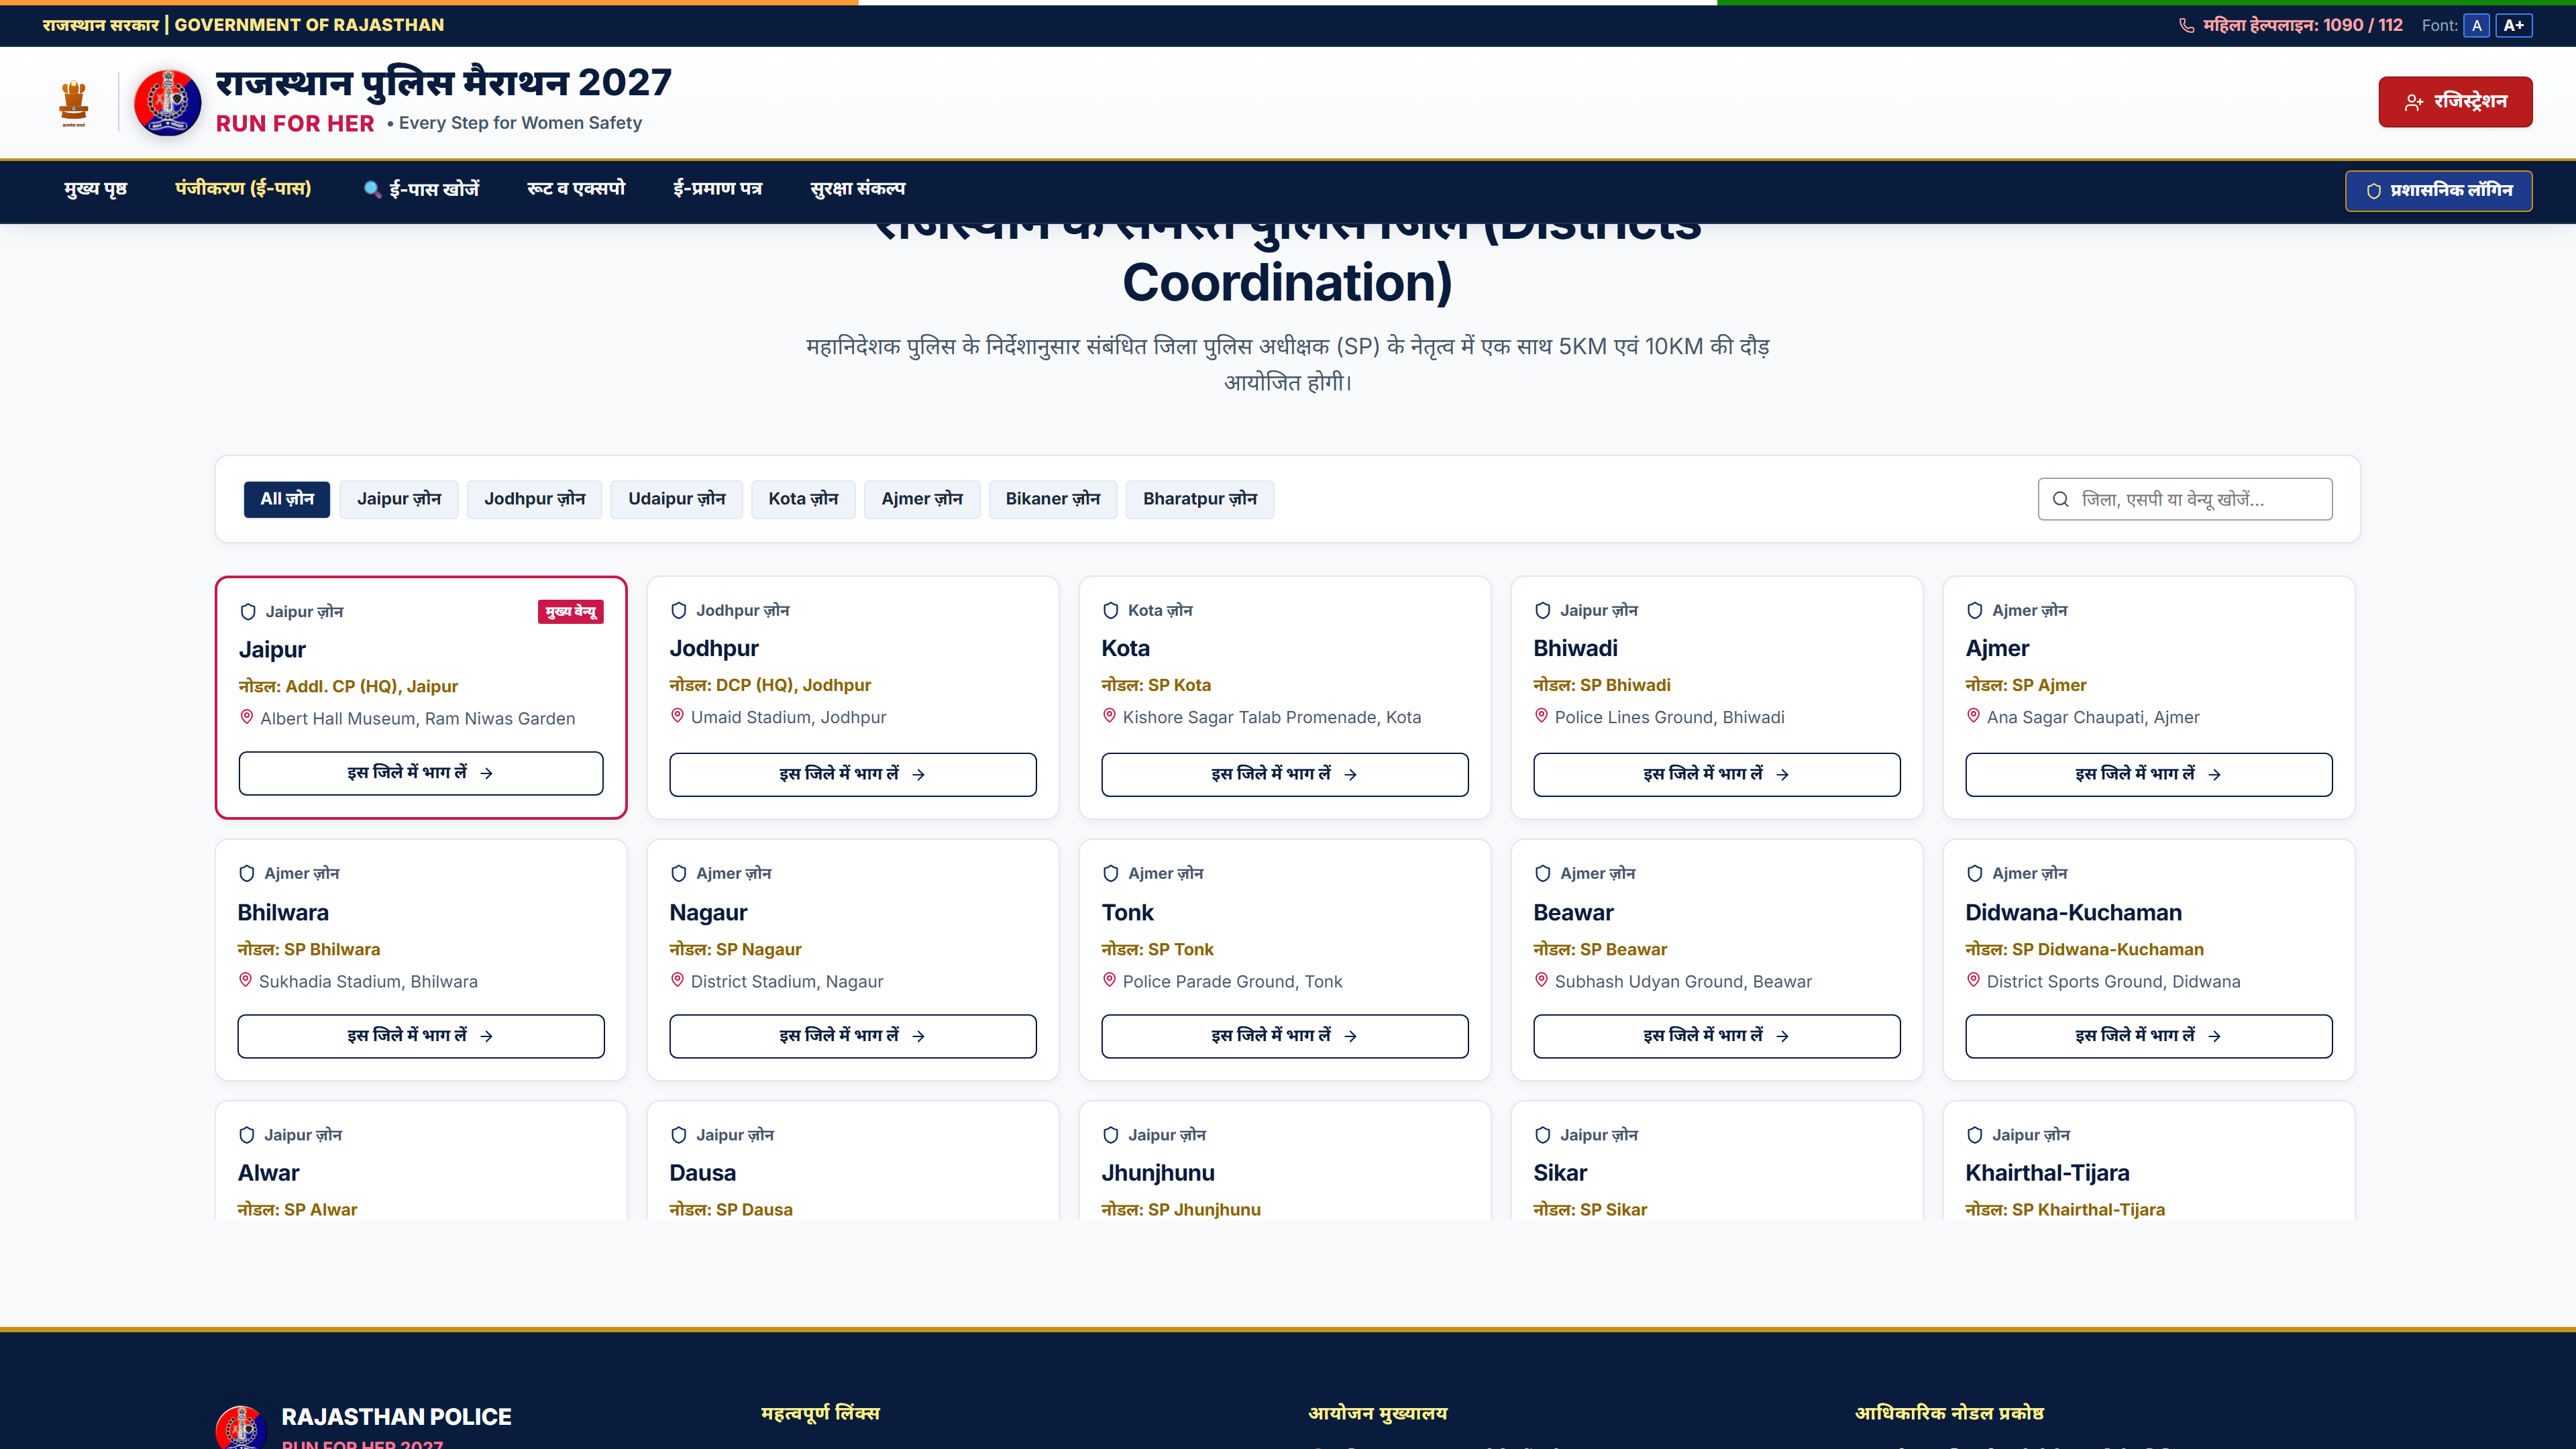 राजस्थान सरकार | GOVERNMENT OF RAJASTHAN
महिला हेल्पलाइन: 1090 / 112 Font: A A+
राजस्थान पुलिस मैराथन 2027
RUN FOR HER • Every Step for Women Safety
रजिस्ट्रेशन
मुख्य पृष्ठ पंजीकरण (ई-पास) ई-पास खोजें रूट व एक्सपो ई-प्रमाण पत्र सुरक्षा संकल्प प्रशासनिक लॉगिन
राजस्थान के समस्त पुलिस जिले (Districts
Coordination)
महानिदेशक पुलिस के निर्देशानुसार संबंधित जिला पुलिस अधीक्षक (SP) के नेतृत्व में एक साथ 5KM एवं 10KM की दौड़
आयोजित होगी।
All ज़ोन Jaipur ज़ोन Jodhpur ज़ोन Udaipur ज़ोन Kota ज़ोन Ajmer ज़ोन Bikaner ज़ोन Bharatpur ज़ोन जिला, एसपी या वेन्यू खोजें...
Jaipur ज़ोन मुख्य वेन्यू
Jaipur
नोडल: Addl. CP (HQ), Jaipur
Albert Hall Museum, Ram Niwas Garden
इस जिले में भाग लें →
Jodhpur ज़ोन
Jodhpur
नोडल: DCP (HQ), Jodhpur
Umaid Stadium, Jodhpur
इस जिले में भाग लें →
Kota ज़ोन
Kota
नोडल: SP Kota
Kishore Sagar Talab Promenade, Kota
इस जिले में भाग लें →
Jaipur ज़ोन
Bhiwadi
नोडल: SP Bhiwadi
Police Lines Ground, Bhiwadi
इस जिले में भाग लें →
Ajmer ज़ोन
Ajmer
नोडल: SP Ajmer
Ana Sagar Chaupati, Ajmer
इस जिले में भाग लें →
Ajmer ज़ोन
Bhilwara
नोडल: SP Bhilwara
Sukhadia Stadium, Bhilwara
इस जिले में भाग लें →
Ajmer ज़ोन
Nagaur
नोडल: SP Nagaur
District Stadium, Nagaur
इस जिले में भाग लें →
Ajmer ज़ोन
Tonk
नोडल: SP Tonk
Police Parade Ground, Tonk
इस जिले में भाग लें →
Ajmer ज़ोन
Beawar
नोडल: SP Beawar
Subhash Udyan Ground, Beawar
इस जिले में भाग लें →
Ajmer ज़ोन
Didwana-Kuchaman
नोडल: SP Didwana-Kuchaman
District Sports Ground, Didwana
इस जिले में भाग लें →
Jaipur ज़ोन
Alwar
नोडल: SP Alwar
Jaipur ज़ोन
Dausa
नोडल: SP Dausa
Jaipur ज़ोन
Jhunjhunu
नोडल: SP Jhunjhunu
Jaipur ज़ोन
Sikar
नोडल: SP Sikar
Jaipur ज़ोन
Khairthal-Tijara
नोडल: SP Khairthal-Tijara
RAJASTHAN POLICE
RUN FOR HER 2027
महत्वपूर्ण लिंक्स
आयोजन मुख्यालय
आधिकारिक नोडल प्रकोष्ठ